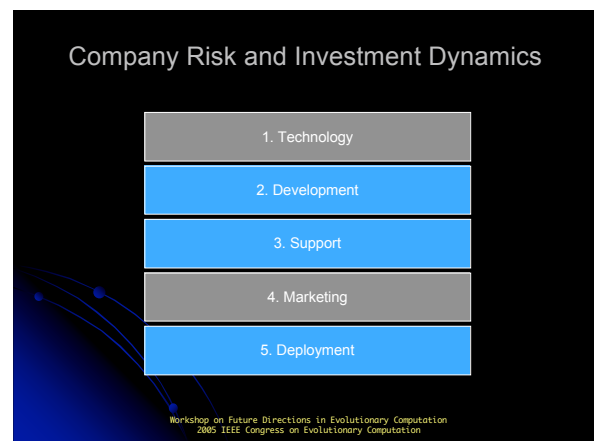 Company Risk and Investment Dynamics
1. Technology
2. Development
3. Support
4. Marketing
5. Deployment
Workshop on Future Directions in Evolutionary Computation
2005 IEEE Congress on Evolutionary Computation